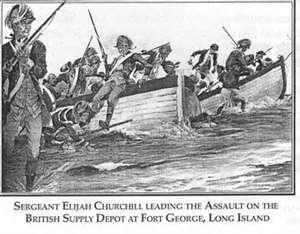 SERGEANT ELIJAH CHURCHILL LEADING THE ASSAULT ON THE
BRITISH SUPPLY DEPOT AT FORT GEORGE, LONG ISLAND